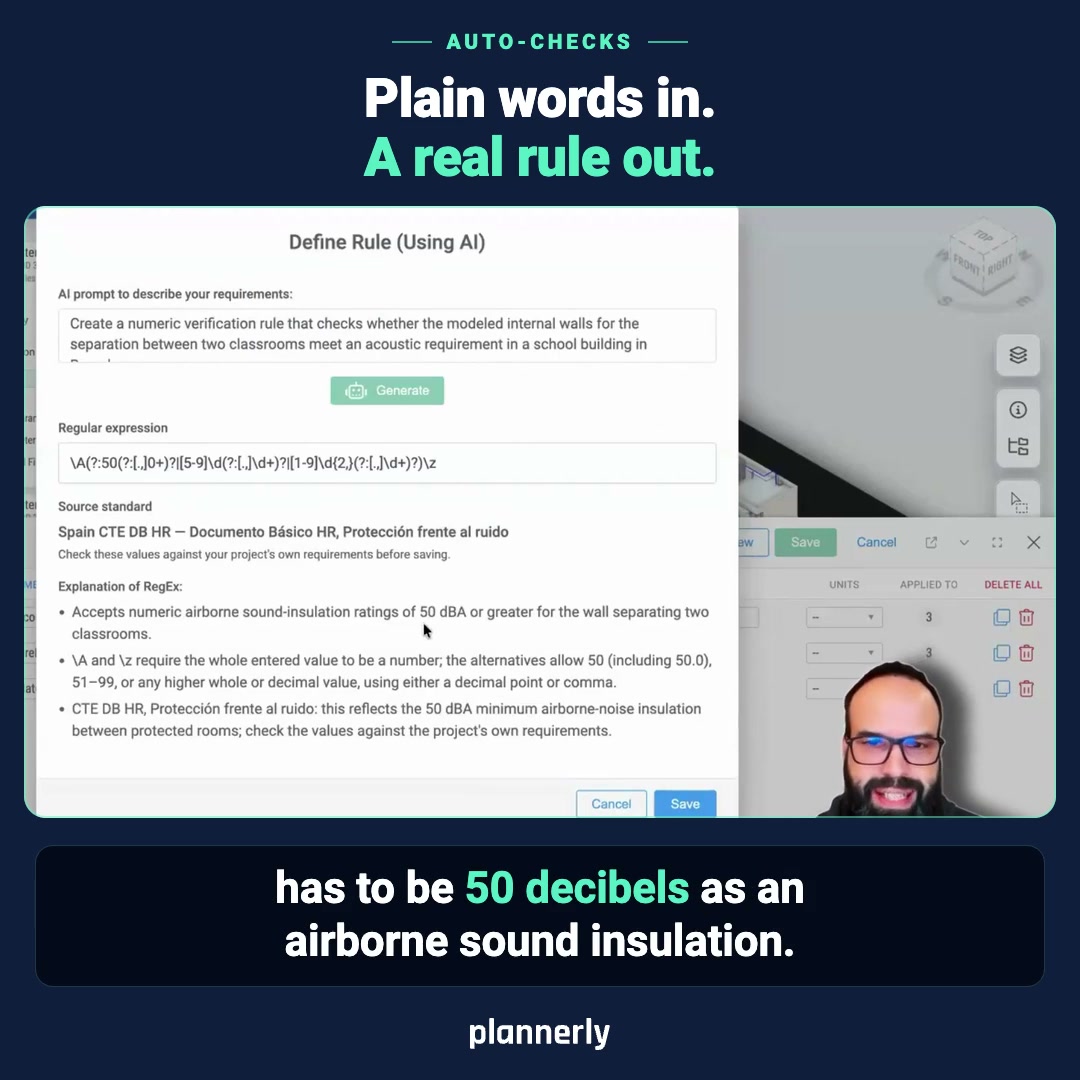 AUTO-CHECKS
Plain words in.
A real rule out.
Define Rule (Using AI)
AI prompt to describe your requirements:
Create a numeric verification rule that checks whether the modeled internal walls for the
separation between two classrooms meet an acoustic requirement in a school building in
Generate
Regular expression
\A(?:50(?:[.,]0+)?|[5-9]\d(?:[.,]\d+)?|[1-9]\d{2,}(?:[.,]\d+)?)\z
Source standard
Spain CTE DB HR — Documento Básico HR, Protección frente al ruido
Check these values against your project's own requirements before saving.
Explanation of RegEx:
• Accepts numeric airborne sound-insulation ratings of 50 dBA or greater for the wall separating two
classrooms.
• \A and \z require the whole entered value to be a number; the alternatives allow 50 (including 50.0),
51–99, or any higher whole or decimal value, using either a decimal point or comma.
• CTE DB HR, Protección frente al ruido: this reflects the 50 dBA minimum airborne-noise insulation
between protected rooms; check the values against the project's own requirements.
Cancel Save
TOP
FRONT RIGHT
ew Save Cancel
UNITS APPLIED TO DELETE ALL
-- 3
-- 3
--
has to be 50 decibels as an
airborne sound insulation.
plannerly